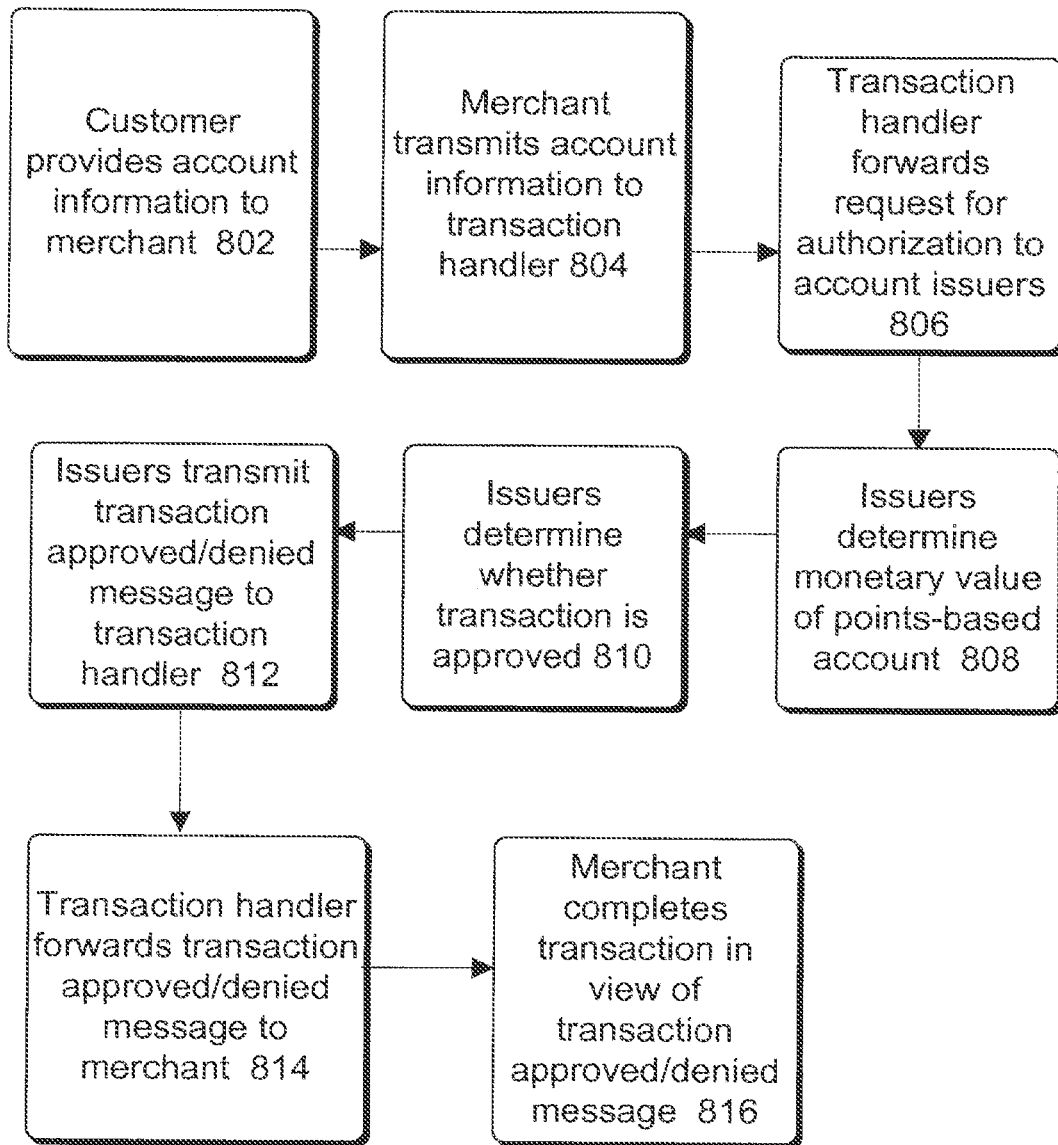 Customer
provides account
information to
merchant 802
Merchant
transmits account
information to
transaction
handler 804
Transaction
handler
forwards
request for
authorization to
account issuers
806
Issuers
determine
monetary value
of points-based
account 808
Issuers
determine
whether
transaction is
approved 810
Issuers transmit
transaction
approved/denied
message to
transaction
handler 812
Transaction handler
forwards transaction
approved/denied
message to
merchant 814
Merchant
completes
transaction in
view of
transaction
approved/denied
message 816